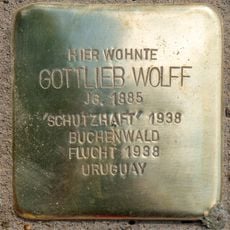 HIER WOHNTE
GOTTLIEB WOLFF
JG. 1885
"SCHUTZHAFT" 1938
BUCHENWALD
FLUCHT 1938
URUGUAY